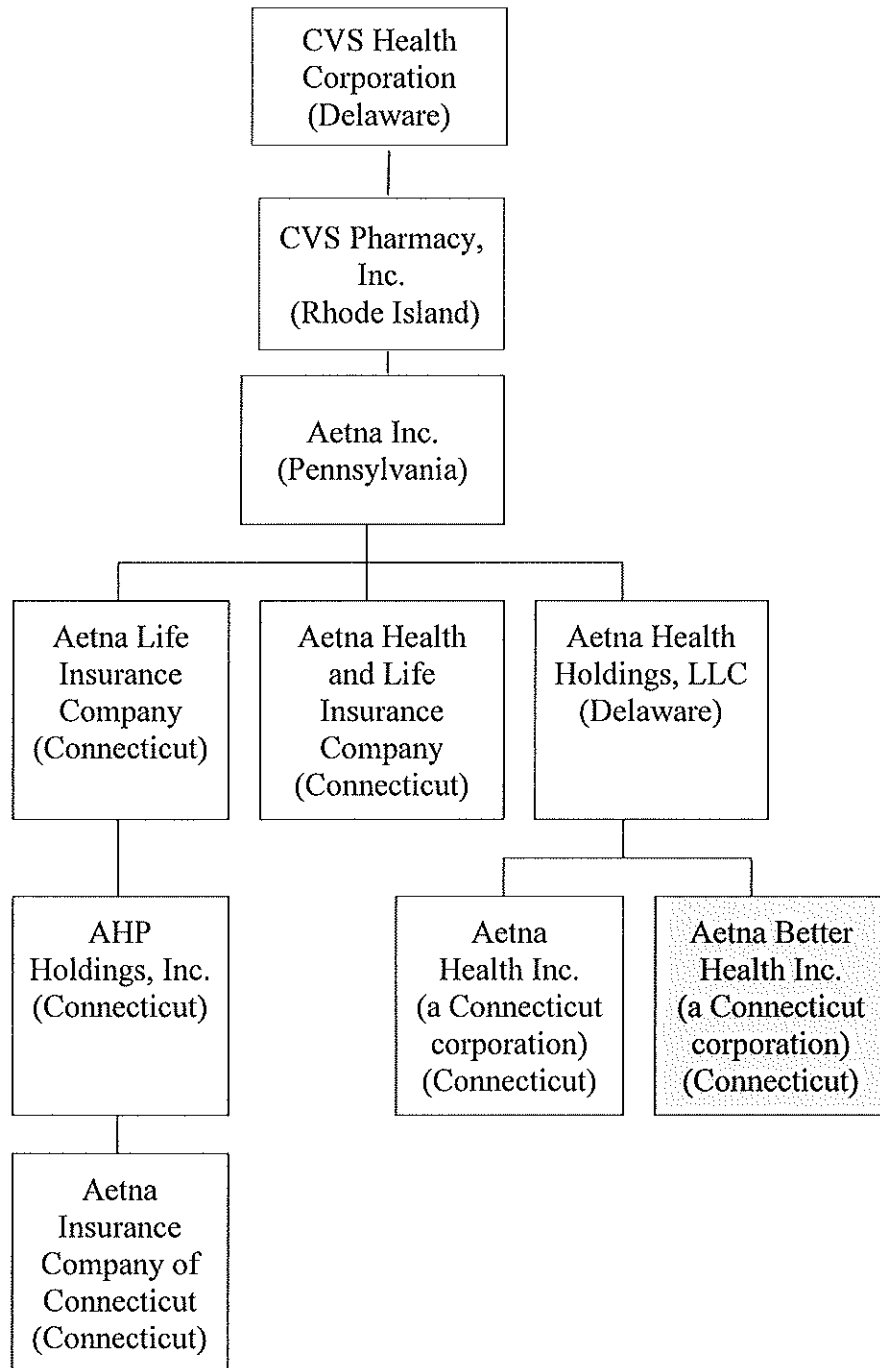 CVS Health
Corporation
(Delaware)
CVS Pharmacy,
Inc.
(Rhode Island)
Aetna Inc.
(Pennsylvania)
Aetna Life
Insurance
Company
(Connecticut)
Aetna Health
and Life
Insurance
Company
(Connecticut)
Aetna Health
Holdings, LLC
(Delaware)
AHP
Holdings, Inc.
(Connecticut)
Aetna
Health Inc.
(a Connecticut
corporation)
(Connecticut)
Aetna Better
Health Inc.
(a Connecticut
corporation)
(Connecticut)
Aetna
Insurance
Company of
Connecticut
(Connecticut)